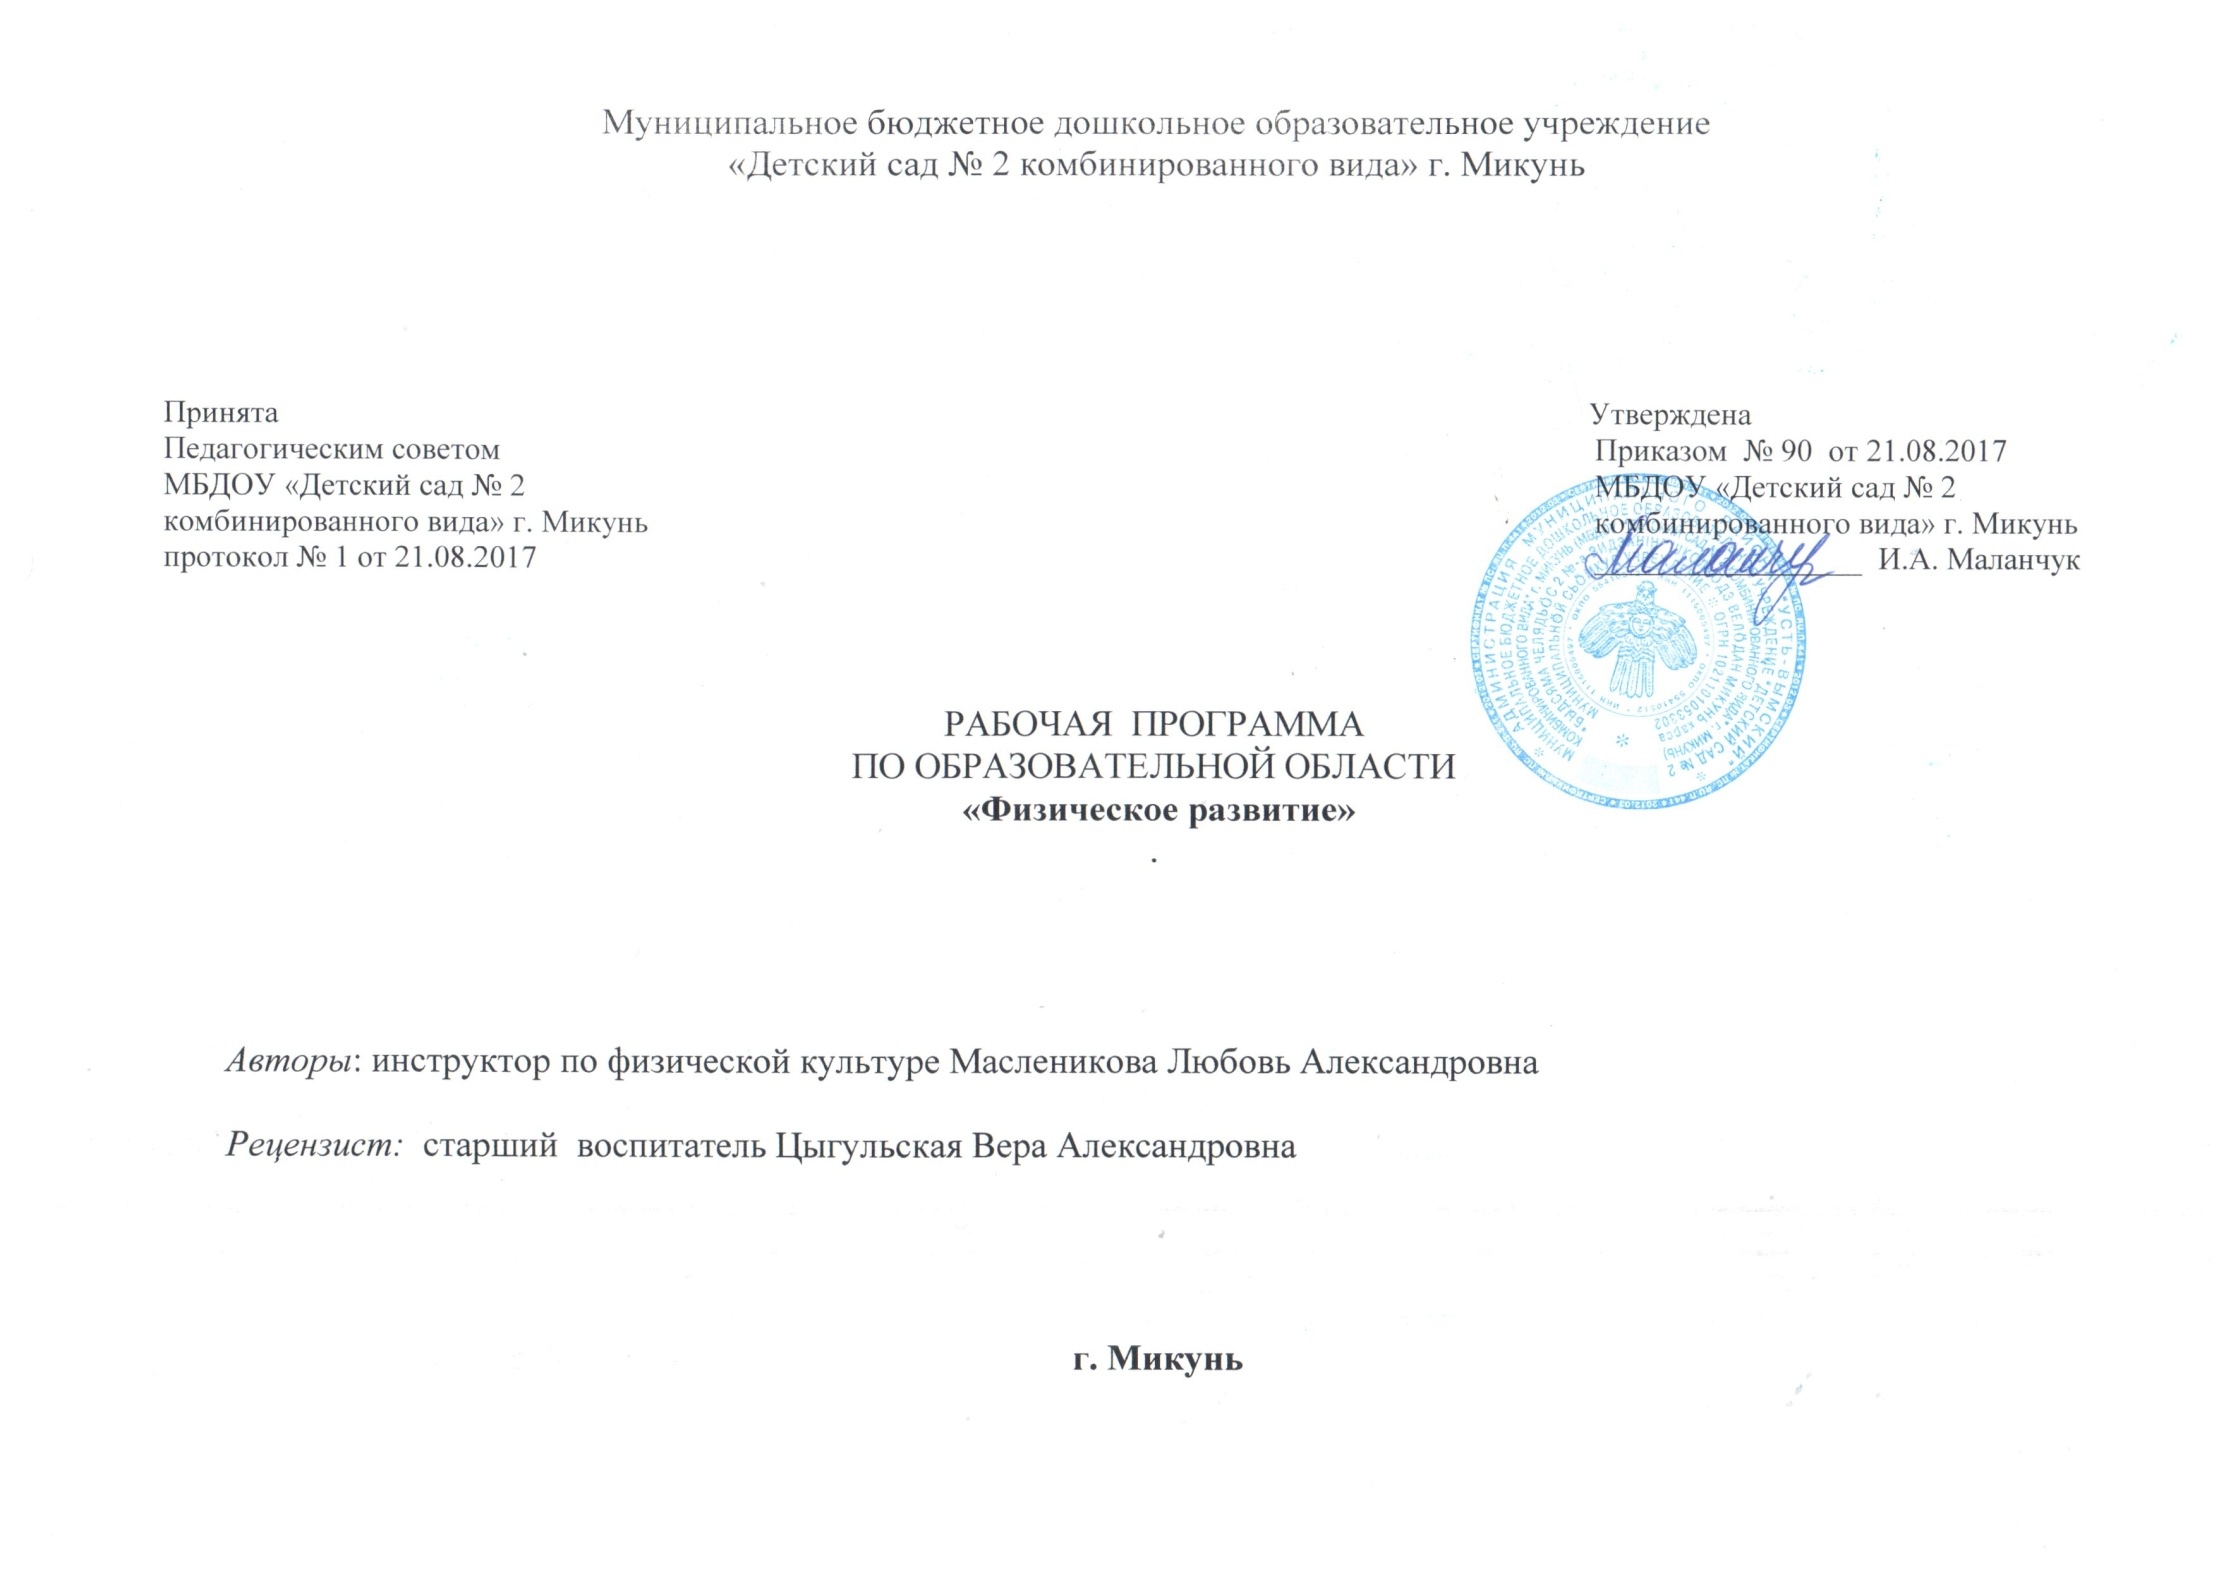 Муниципальное бюджетное дошкольное образовательное учреждение
«Детский сад № 2 комбинированного вида» г. Микунь
Принята
Педагогическим советом
МБДОУ «Детский сад № 2
комбинированного вида» г. Микунь
протокол № 1 от 21.08.2017
Утверждена
Приказом № 90 от 21.08.2017
МБДОУ «Детский сад № 2
комбинированного вида» г. Микунь
И.А. Маланчук
РАБОЧАЯ ПРОГРАММА
ПО ОБРАЗОВАТЕЛЬНОЙ ОБЛАСТИ
«Физическое развитие»
.
Авторы: инструктор по физической культуре Масленикова Любовь Александровна
Рецензист: старший воспитатель Цыгульская Вера Александровна
г. Микунь